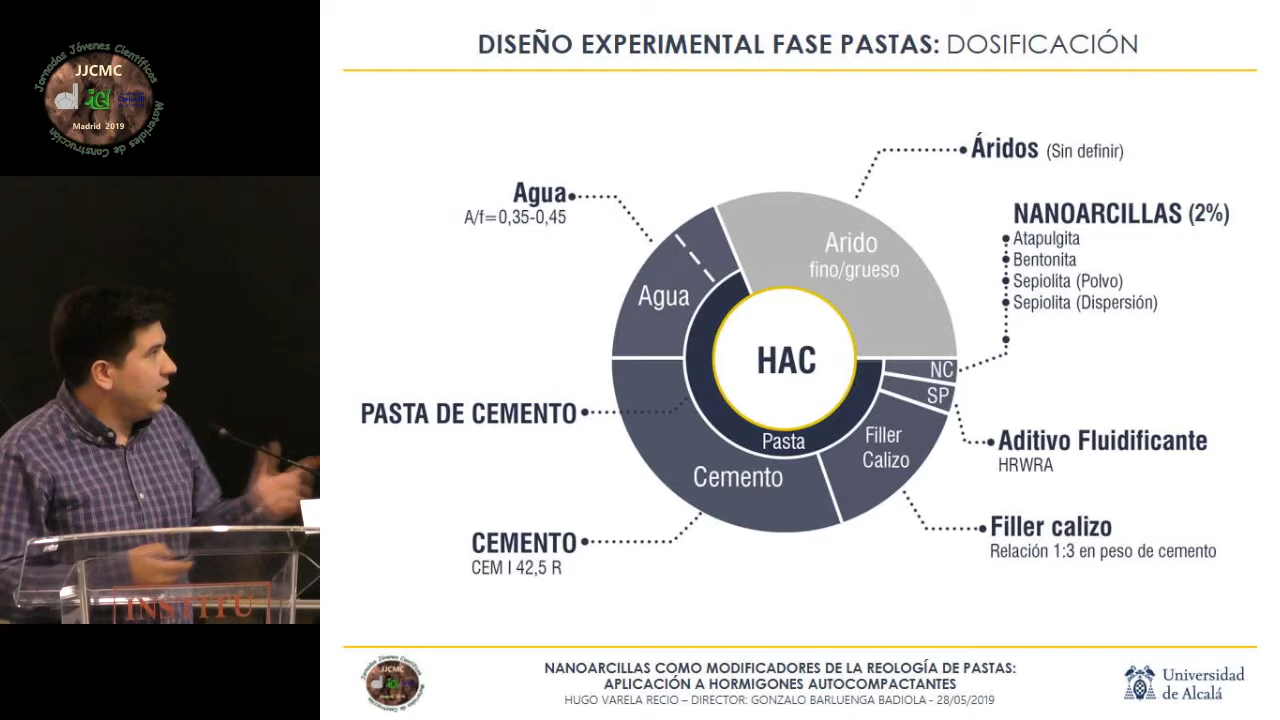 Jornadas Jóvenes Científicos
JJCMC
Madrid 2019
Materiales de Construcción
INSTITU
DISEÑO EXPERIMENTAL FASE PASTAS: DOSIFICACIÓN
Áridos (Sin definir)
Agua
A/f=0,35-0,45
NANOARCILLAS (2%)
Atapulgita
Bentonita
Sepiolita (Polvo)
Sepiolita (Dispersión)
Arido
fino/grueso
Agua
HAC
NC
SP
PASTA DE CEMENTO
Pasta
Filler
Calizo
Cemento
Aditivo Fluidificante
HRWRA
Filler calizo
Relación 1:3 en peso de cemento
CEMENTO
CEM I 42,5 R
JJCMC
NANOARCILLAS COMO MODIFICADORES DE LA REOLOGÍA DE PASTAS:
APLICACIÓN A HORMIGONES AUTOCOMPACTANTES
HUGO VARELA RECIO – DIRECTOR: GONZALO BARLUENGA BADIOLA - 28/05/2019
Universidad
de Alcalá